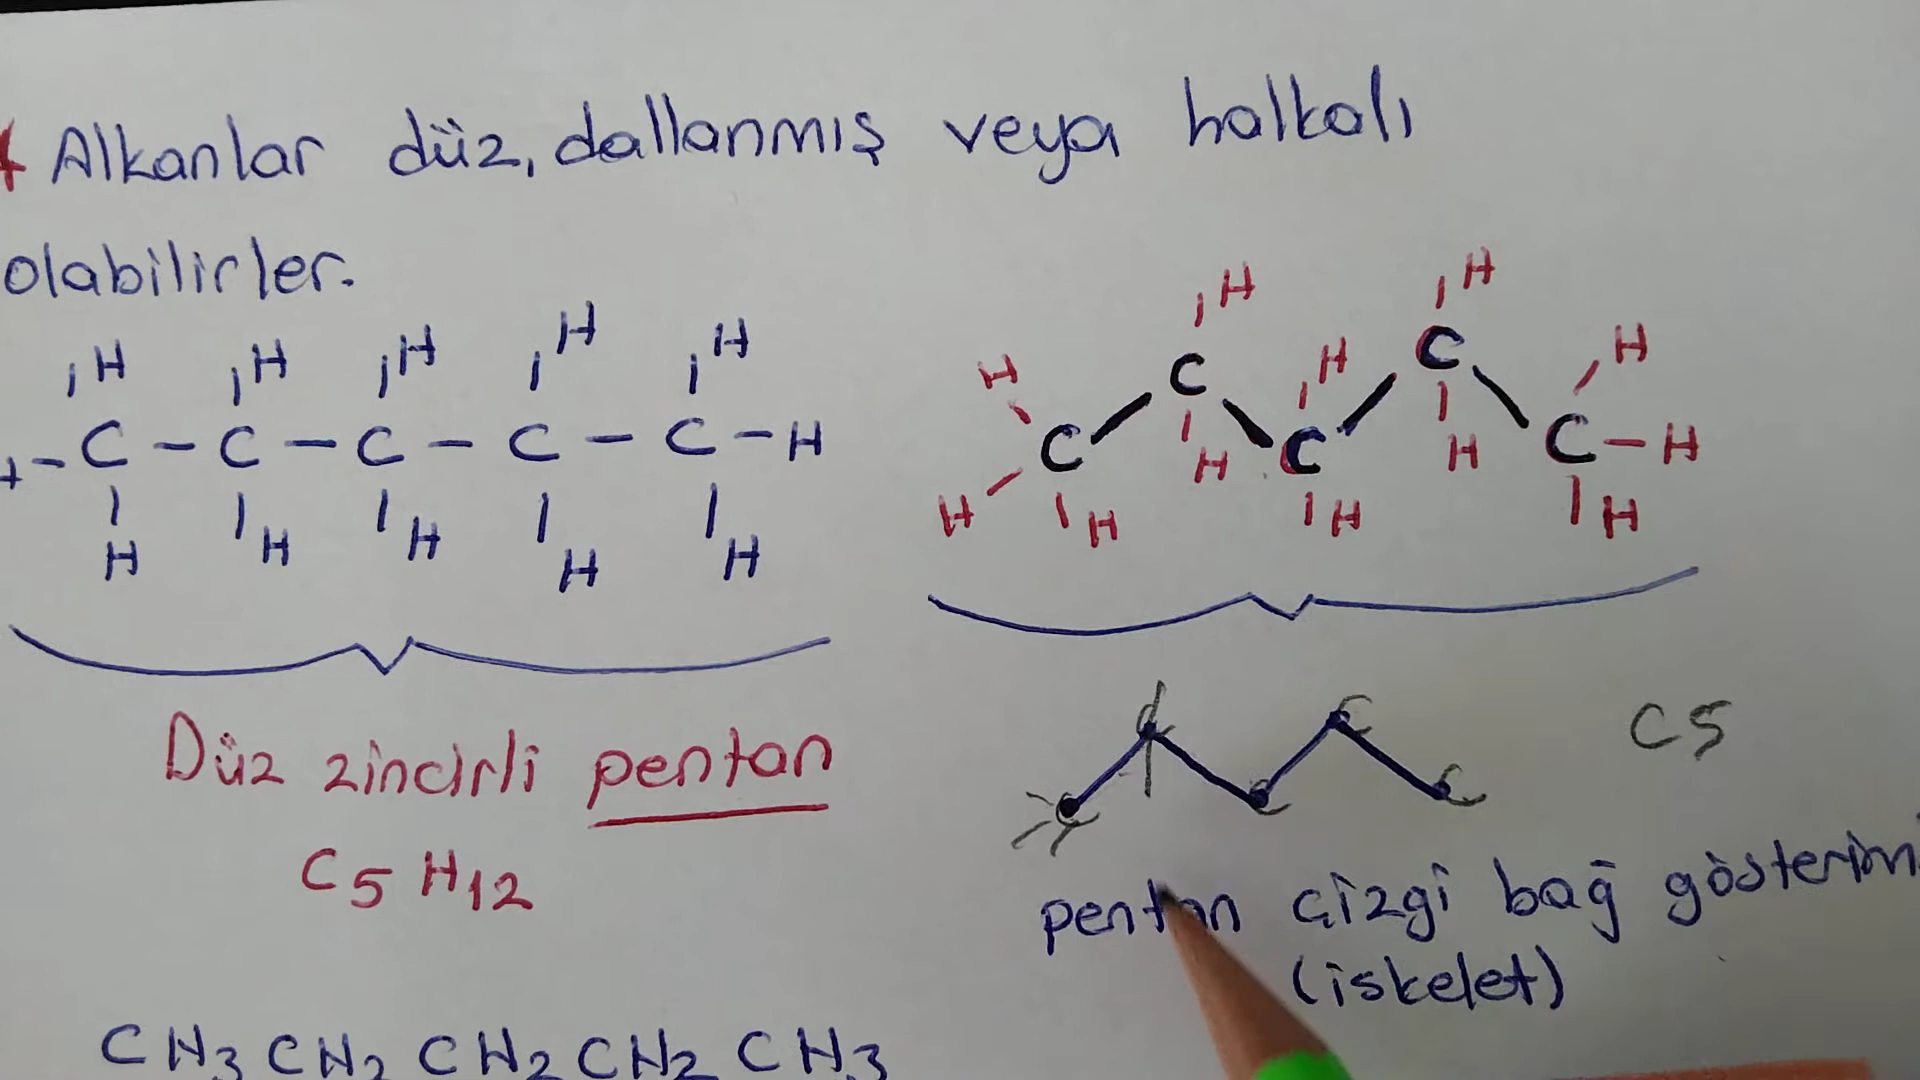 Alkanlar düz, dallanmış veya halkalı
olabilirler.
H H H H H
C - C - C - C - C - H
H H H H H
H H
C C H
H H
C H H C C - H
H H H H H
Düz zincirli pentan
C5H12
C C C5
C C C
pentan çizgi bağ gösterim
(iskelet)
CH3 CH2 CH2 CH2 CH3